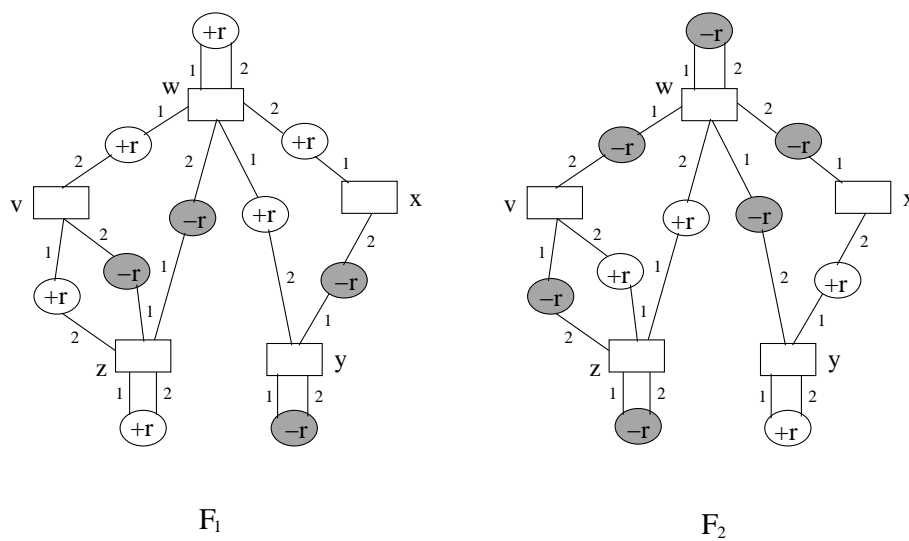 +r −r
1 2 1 2
w w
1 2 1 2
+r +r −r −r
2 2 1 1 2 2 1 1
v x v x
−r +r +r −r
1 2 2 1 2 2
−r −r +r +r
+r 1 −r 1
2 1 2 1 2 1 2 1
z y z y
1 2 1 2 1 2 1 2
+r −r −r +r
F1 F2